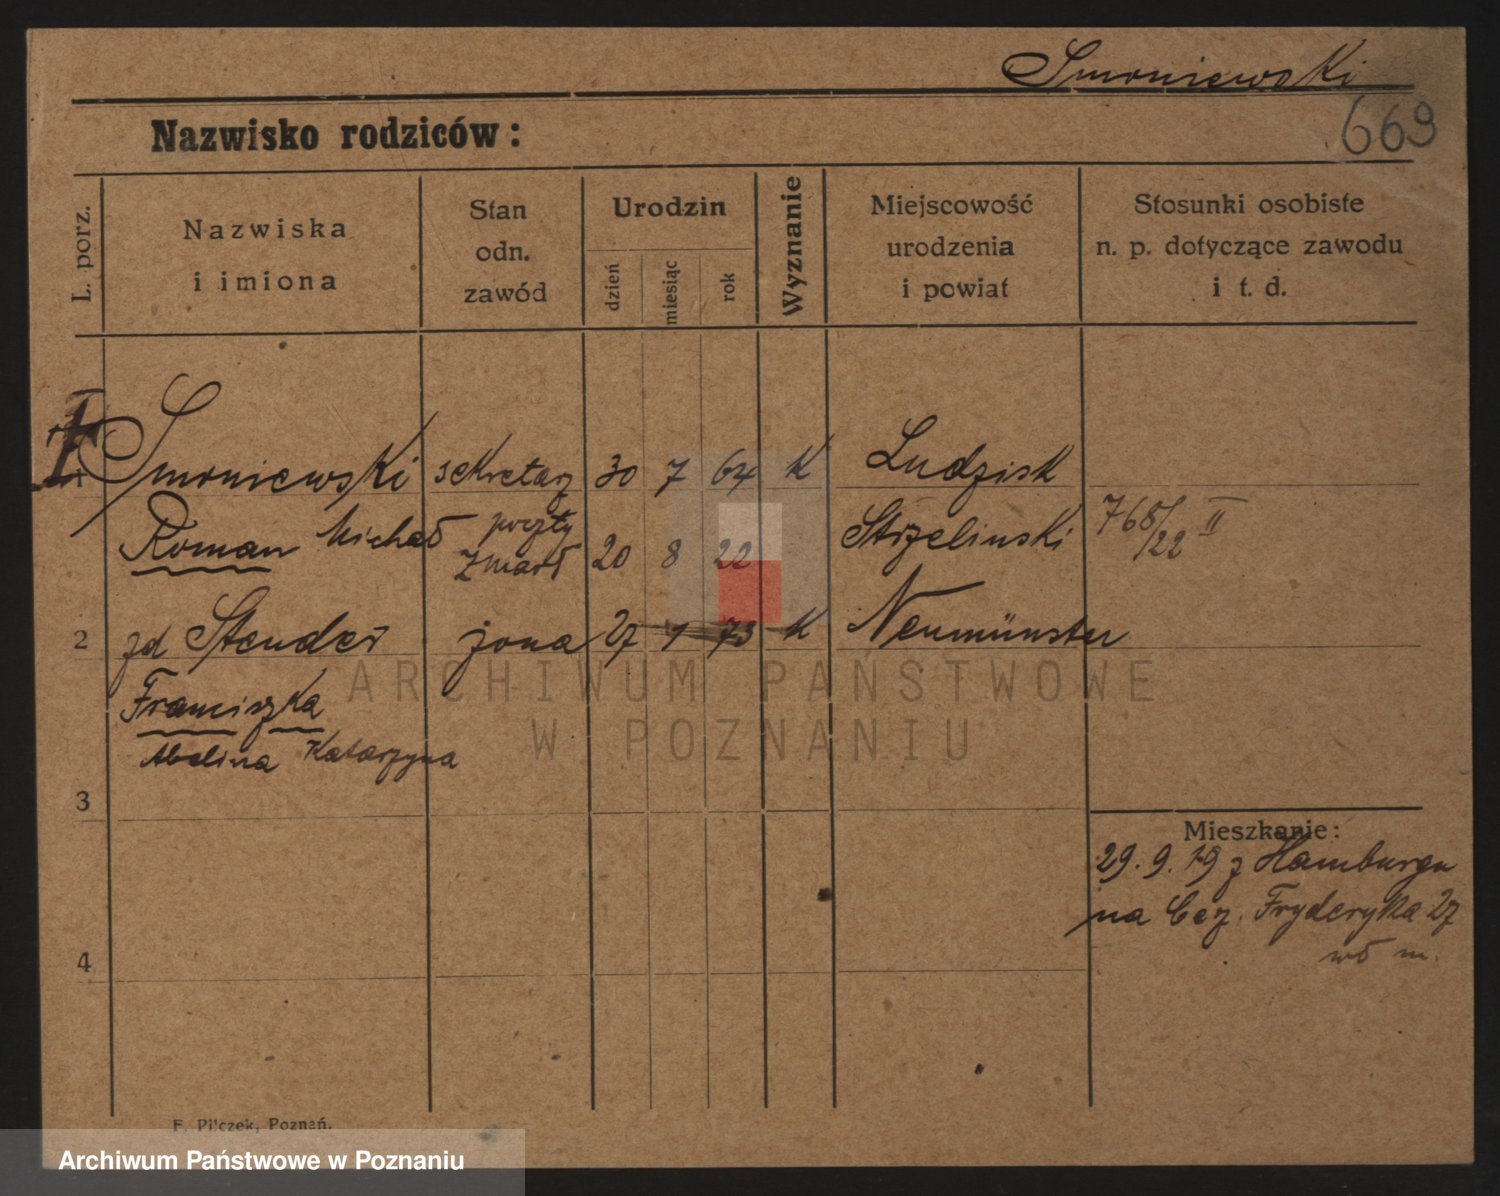 Smoniewski
669
Nazwisko rodziców:
L. porz.
Nazwiska
i imiona
Stan
odn.
zawód
Urodzin
dzień
miesiąc
rok
Wyznanie
Miejscowość
urodzenia
i powiat
Stosunki osobiste
n. p. dotyczące zawodu
i t. d.
1 Smoniewski sekretarz 30 7 64 K Ludzisk
Roman Michał poczty Strzelinski 768/22 II
zmarł 20 8 22
2 zd Stender żona 27 1 73 K Neumünster
Franciszka
Abelina Katarzyna
3
Mieszkanie:
29. 9. 19 z Hamburga
na Cez. Fryderyka 27
wł m.
4
F. Pilczek, Poznań.
ARCHIWUM PAŃSTWOWE
W POZNANIU
Archiwum Państwowe w Poznaniu